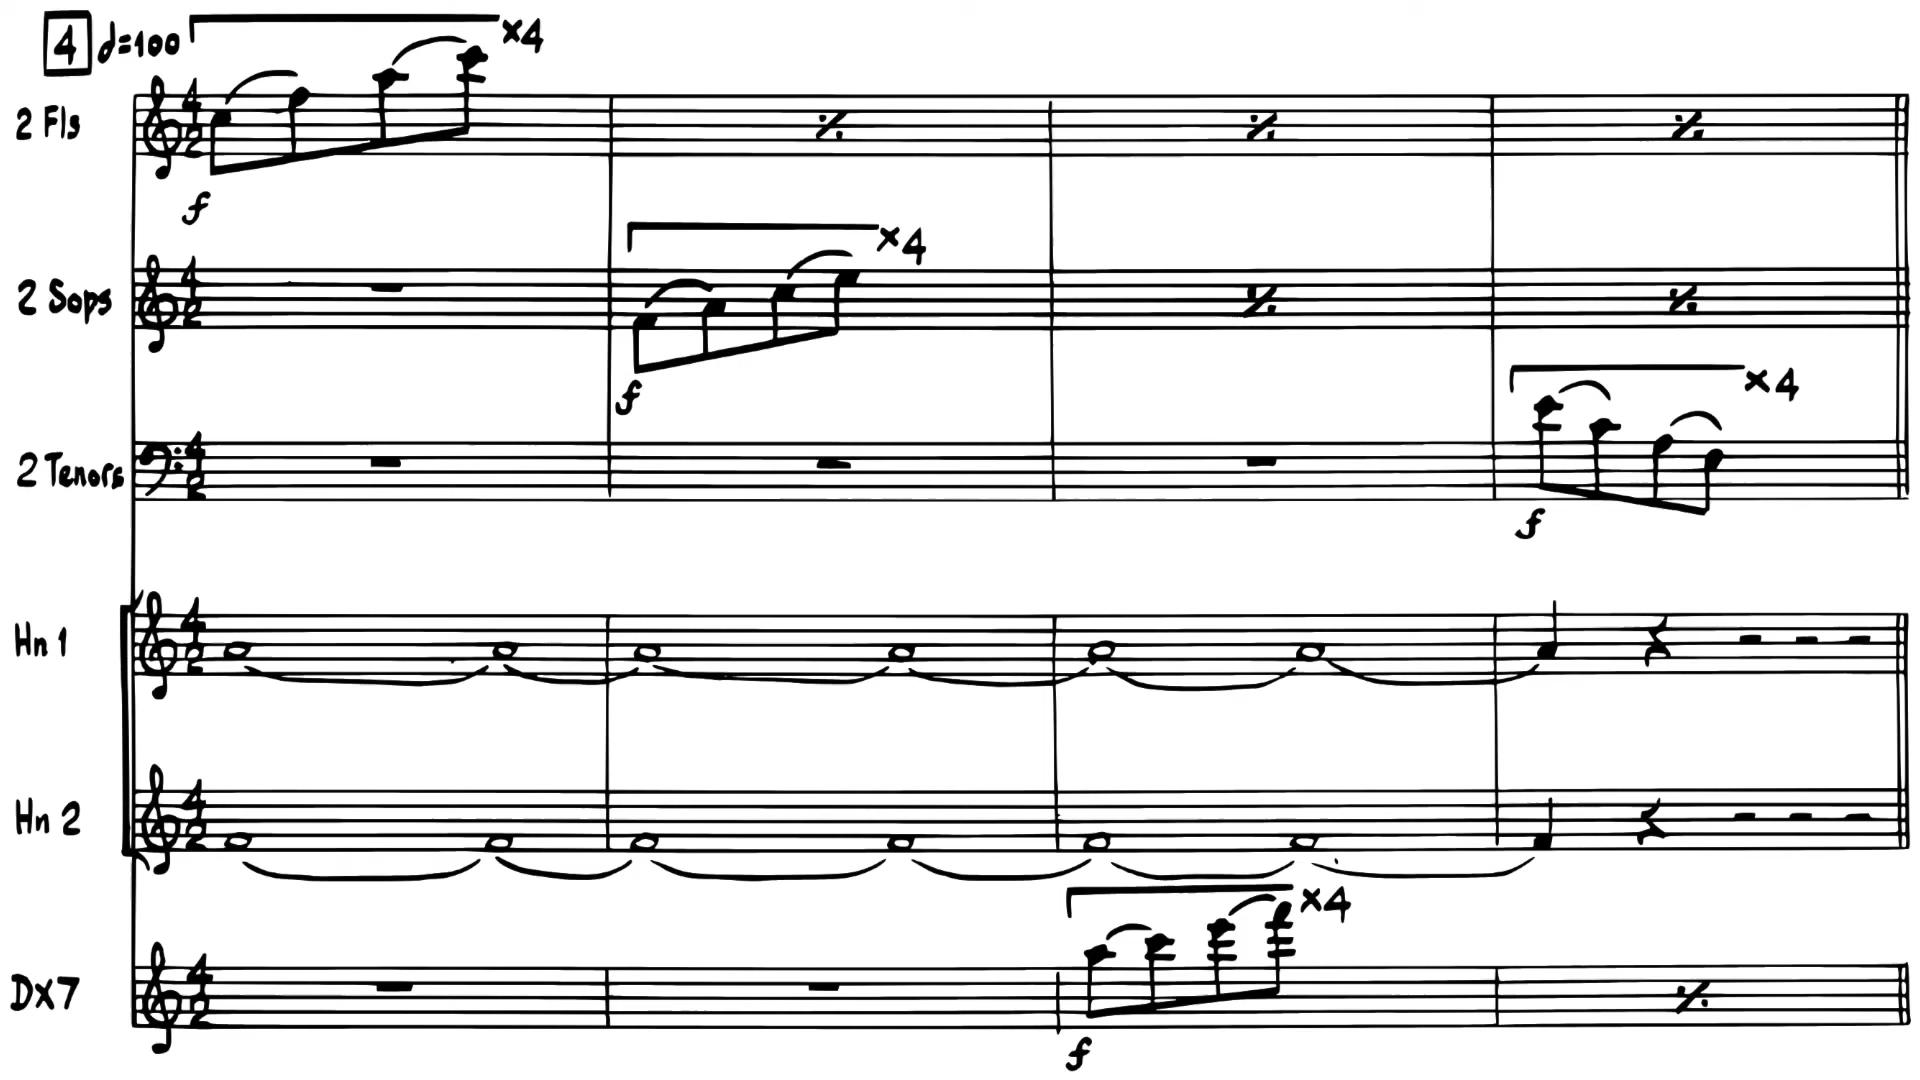 4 𝅗𝅥=100 ×4
2 Fls
f
×4
2 Sops
f
×4
2 Tenors
f
Hn 1
Hn 2
×4
DX7
f